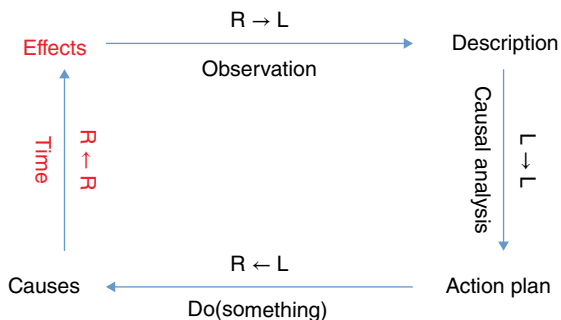 R → L
Effects
Description
Observation
Time
R ← R
Causal analysis
L → L
R ← L
Causes
Action plan
Do(something)